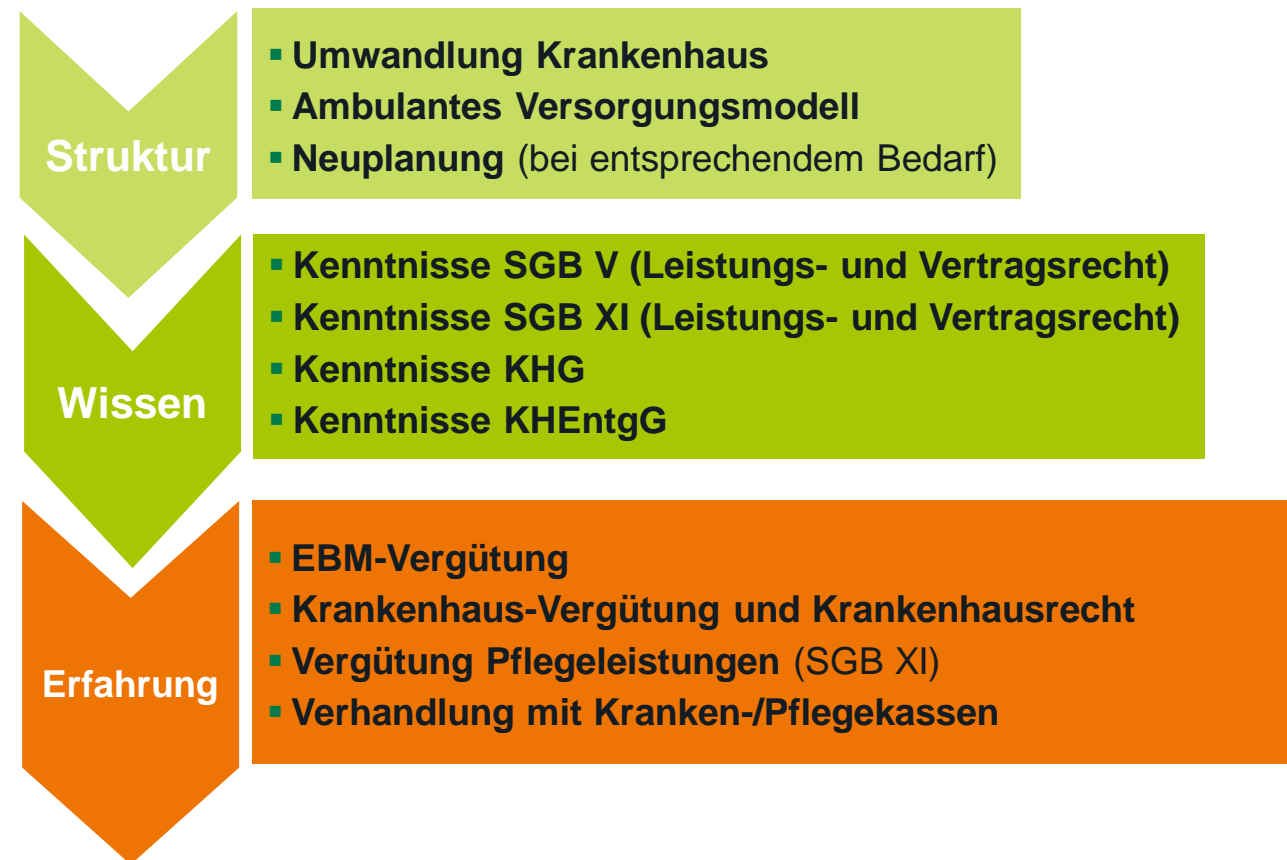 Struktur
▪ Umwandlung Krankenhaus
▪ Ambulantes Versorgungsmodell
▪ Neuplanung (bei entsprechendem Bedarf)
Wissen
▪ Kenntnisse SGB V (Leistungs- und Vertragsrecht)
▪ Kenntnisse SGB XI (Leistungs- und Vertragsrecht)
▪ Kenntnisse KHG
▪ Kenntnisse KHEntgG
Erfahrung
▪ EBM-Vergütung
▪ Krankenhaus-Vergütung und Krankenhausrecht
▪ Vergütung Pflegeleistungen (SGB XI)
▪ Verhandlung mit Kranken-/Pflegekassen